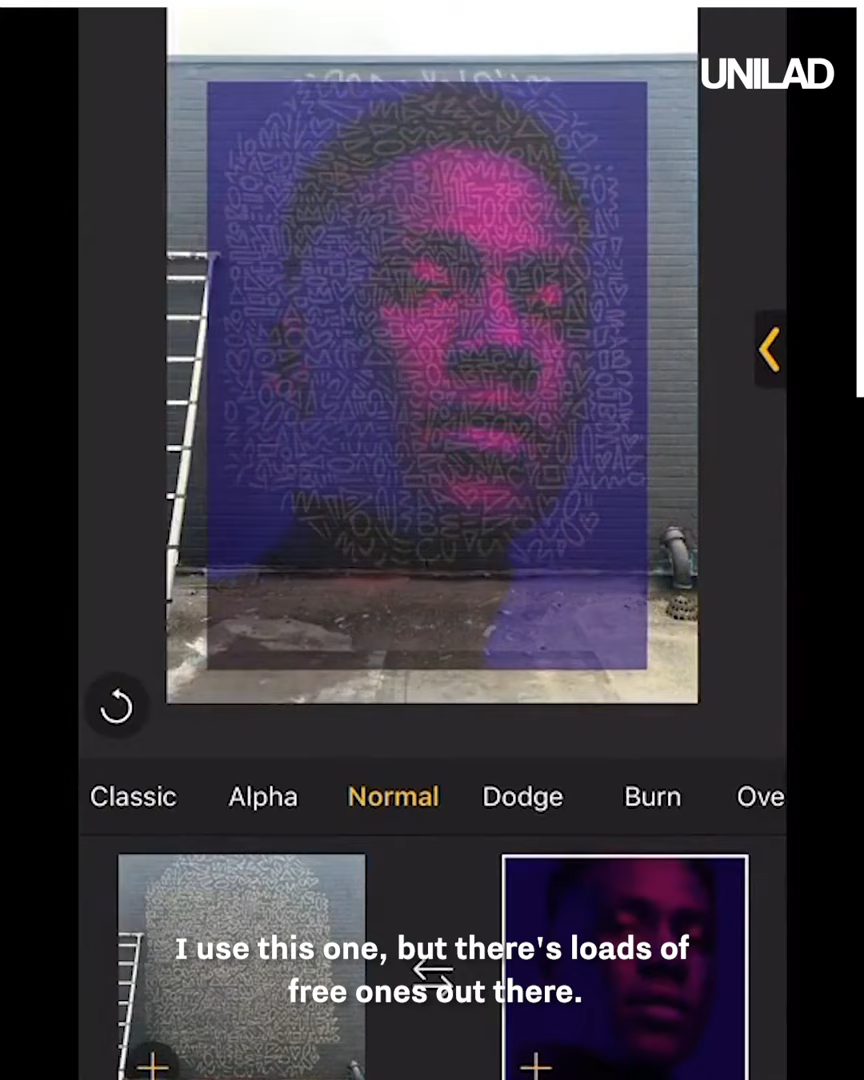 UNILAD
Classic Alpha Normal Dodge Burn Ove
I use this one, but there's loads of
free ones out there.